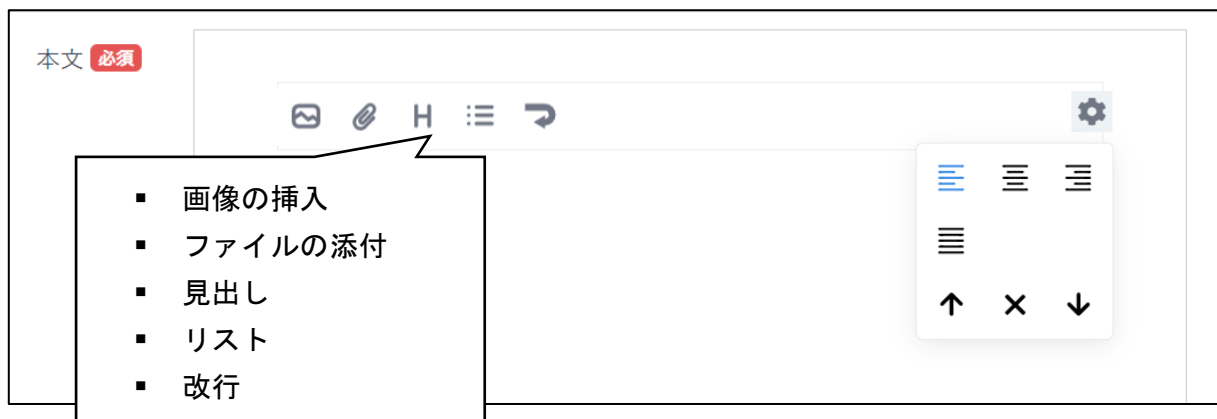 本文 必須
H
▪ 画像の挿入
▪ ファイルの添付
▪ 見出し
▪ リスト
▪ 改行